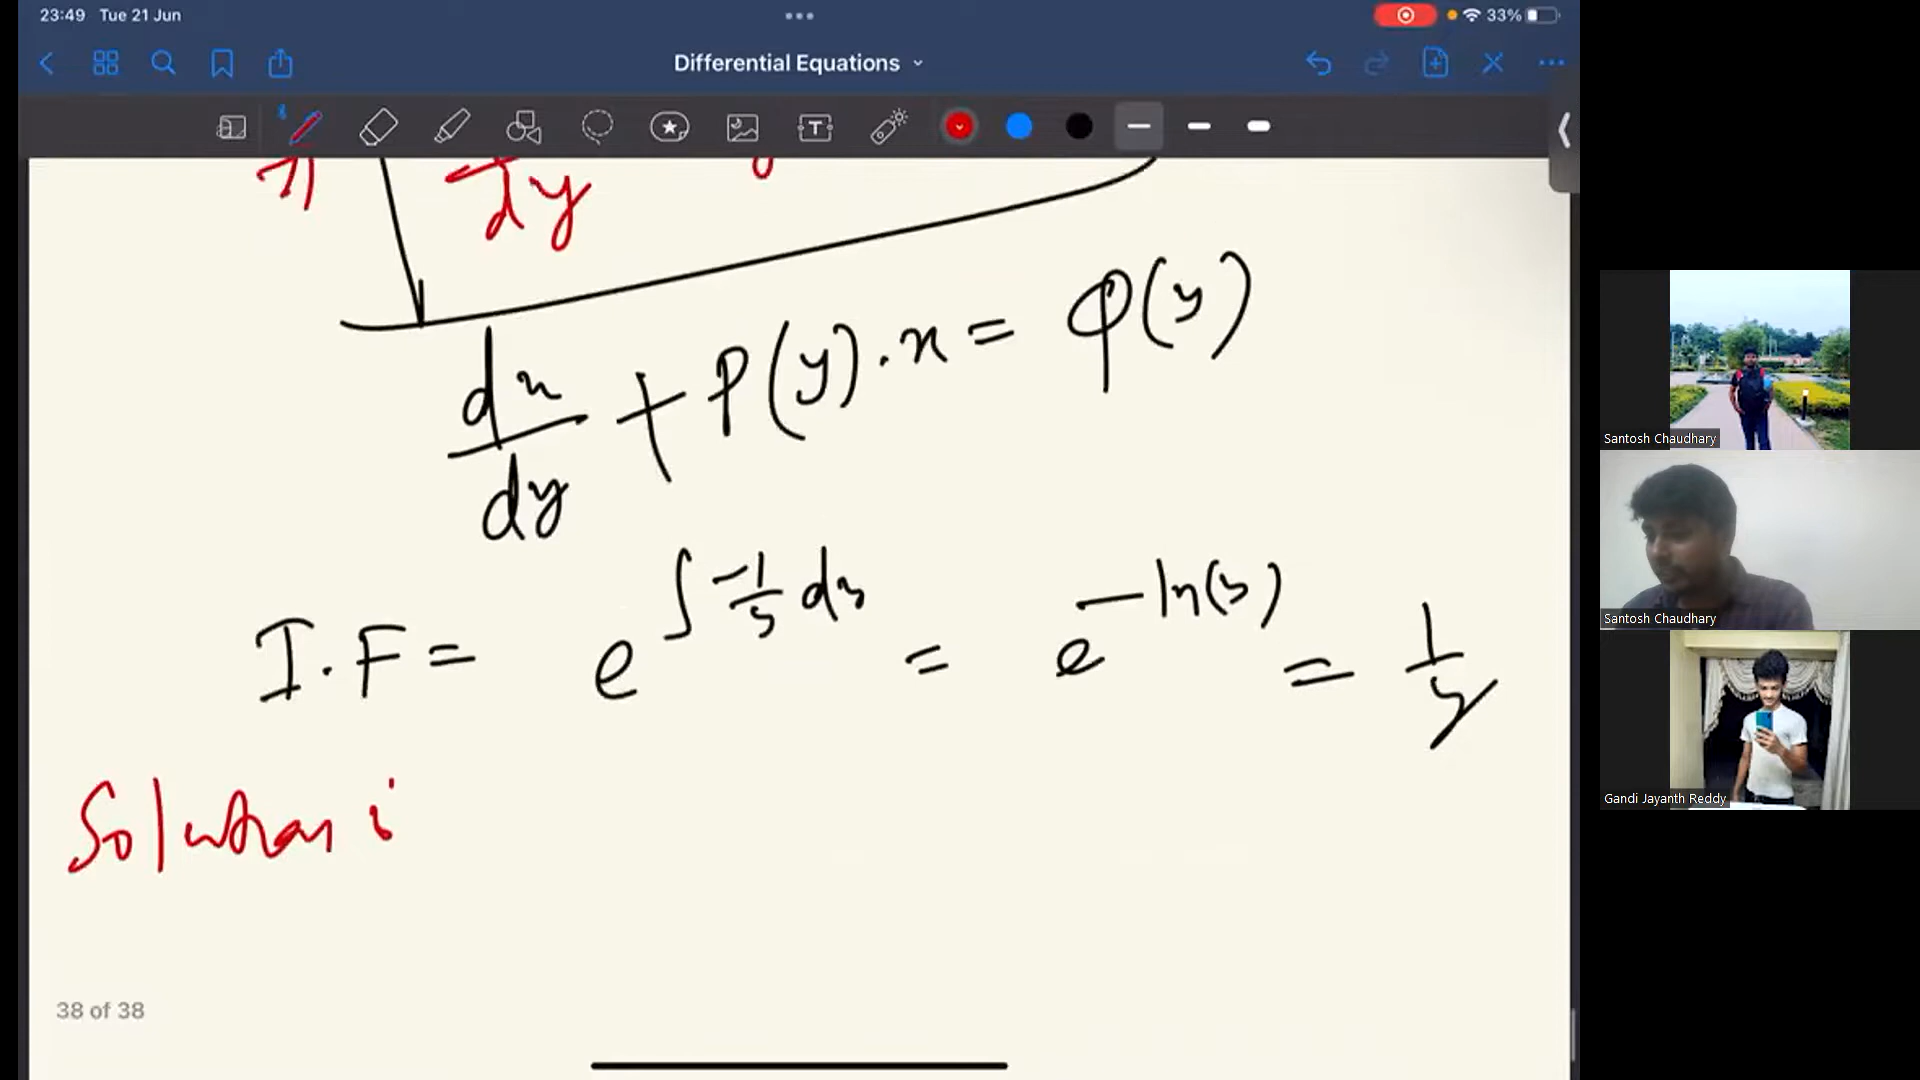 23:49 Tue 21 Jun
33%
Differential Equations
dy
dx/dy + P(y).x = Q(y)
I.F = e^∫-1/y dy = e^-ln(y) = 1/y
Solution i
38 of 38
Santosh Chaudhary
Santosh Chaudhary
Gandi Jayanth Reddy